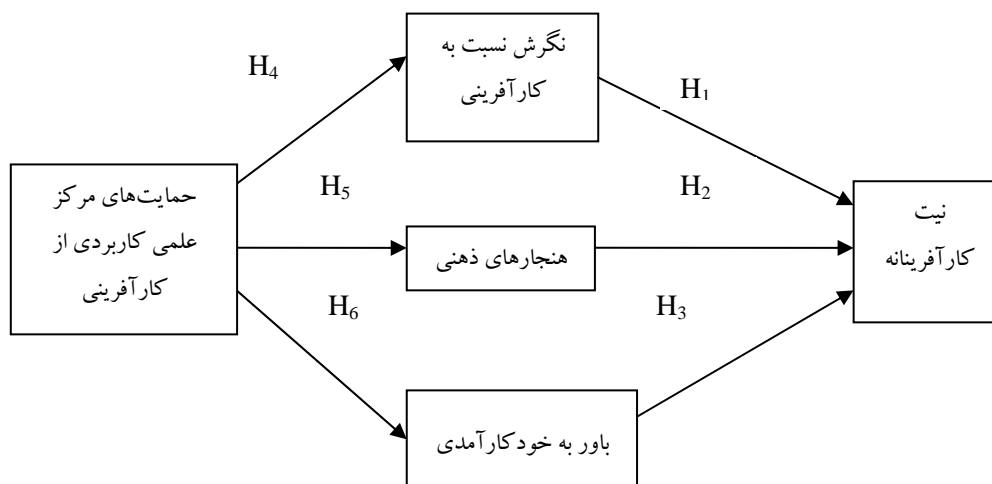 نگرش نسبت به
کارآفرینی
H4
H1
حمایت‌های مرکز
علمی کاربردی از
کارآفرینی
H5
H2
نیت
کارآفرینانه
هنجارهای ذهنی
H6
H3
باور به خودکارآمدی